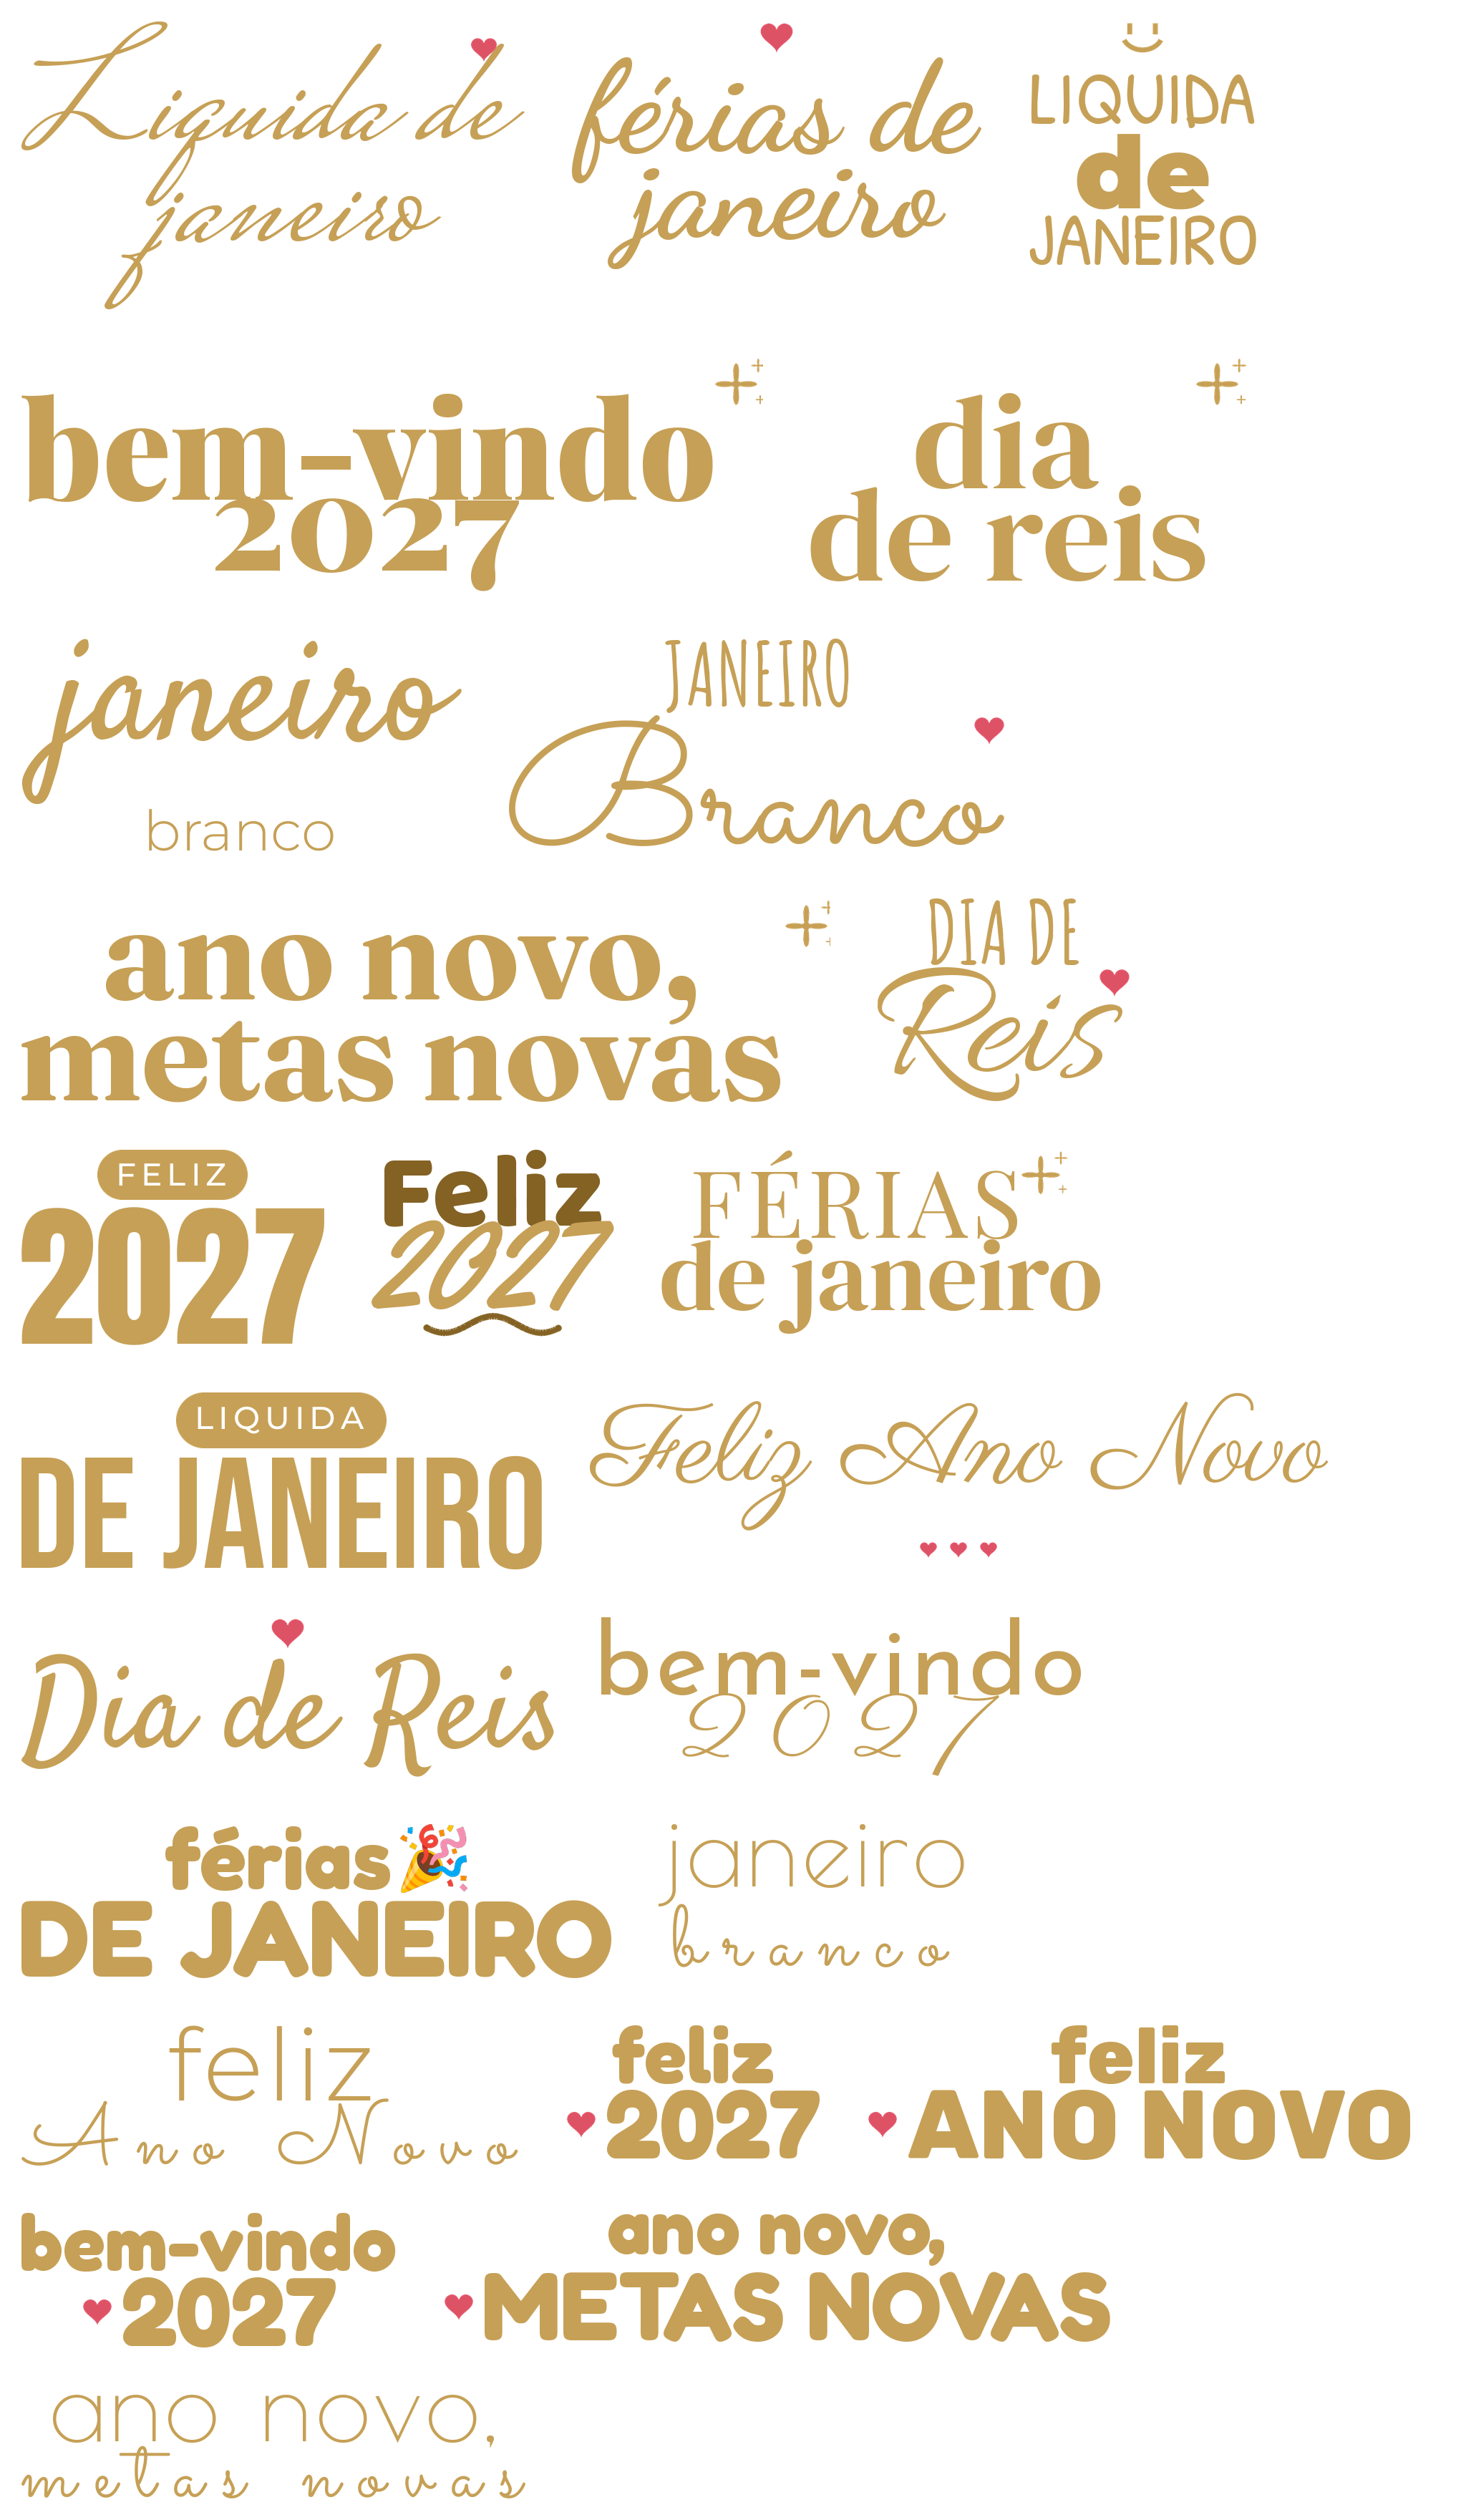 Liquida de
janeiro
férias de
janeiro
LIQUIDA
de
JANEIRO
bem-vindo
2027
dia
de reis
janeiro
branco
JANEIRO
Branco
ano novo,
metas novas
DIA DE
Reis
FELIZ
2027
Feliz
2027
FÉRIAS
de janeiro
LIQUIDA
DE JANEIRO
Feliz Ano Novo
Dia de Reis
bem-vindo
2027
férias
DE JANEIRO
janeiro
branco
feliz
Ano Novo
feliz
2027
feliz
ANO NOVO
bem-vindo
2027
ano novo,
METAS NOVAS
ano novo,
metas novas